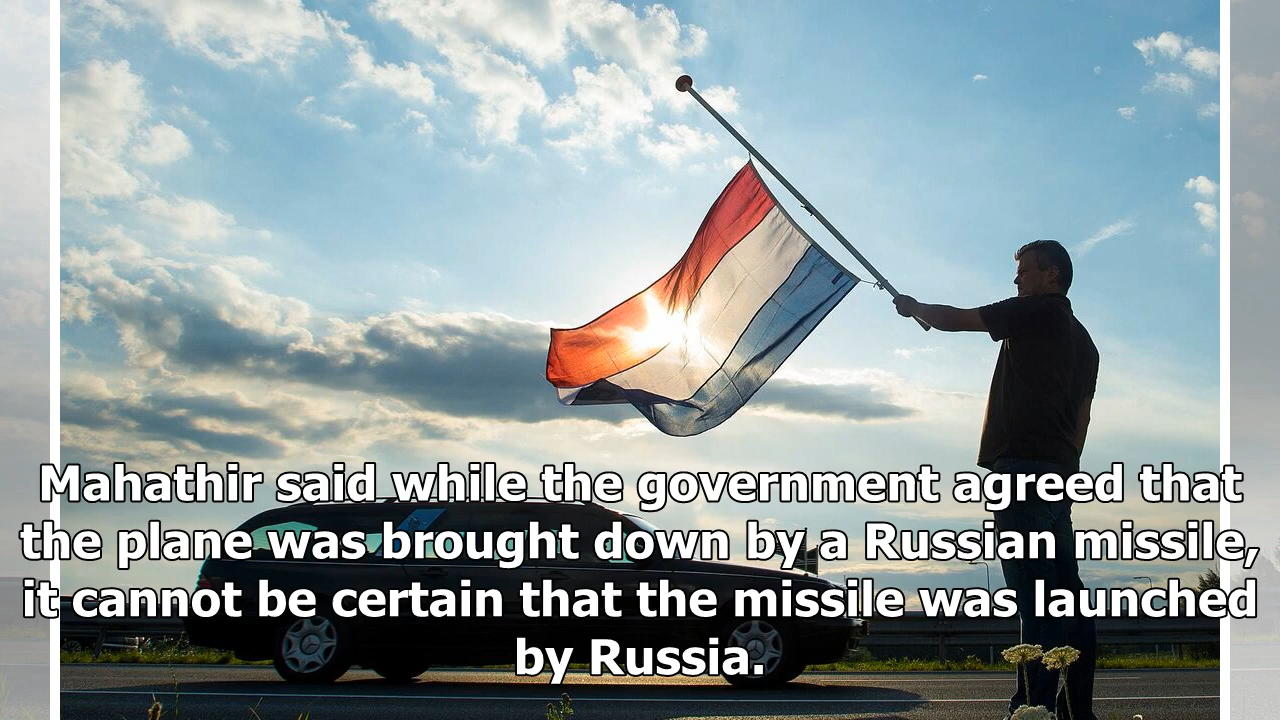 Mahathir said while the government agreed that
the plane was brought down by a Russian missile,
it cannot be certain that the missile was launched
by Russia.